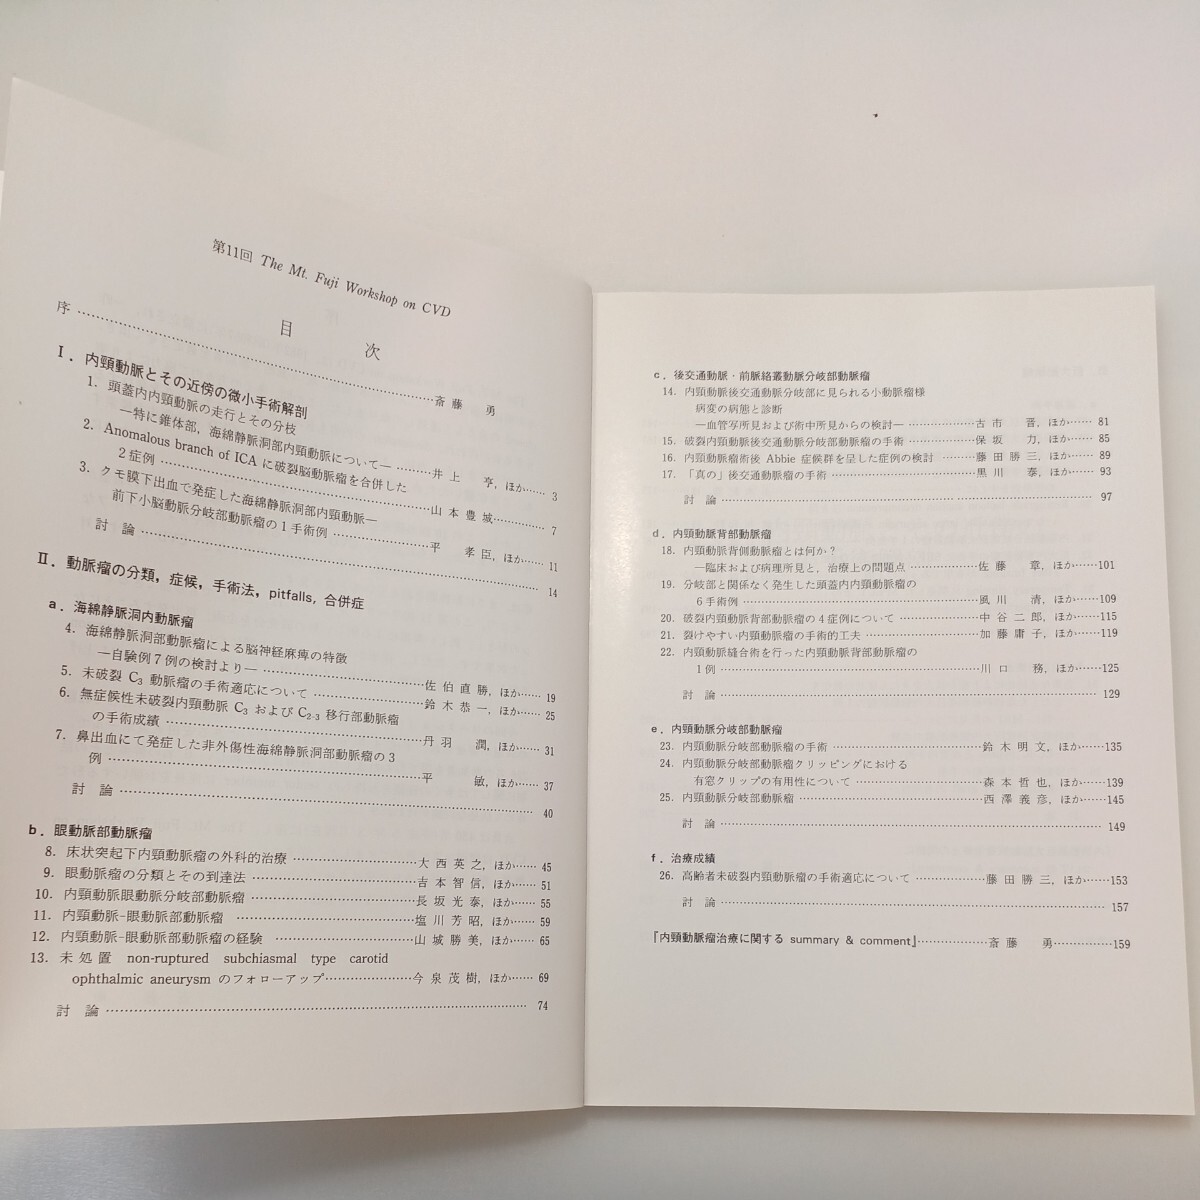 第11回 The Mt. Fuji Workshop on CVD
目 次
序 ……………………………………………斎 藤 勇
Ⅰ．内頸動脈とその近傍の微小手術解剖
1．頭蓋内内頸動脈の走行とその分枝
—特に錐体部，海綿静脈洞部内頸動脈について— ………井 上 亨，ほか…… 3
2．Anomalous branch of ICA に破裂脳動脈瘤を合併した
2症例 ……………………………………山本豊城…………… 7
3．クモ膜下出血で発症した海綿静脈洞部内頸動脈—
前下小脳動脈分岐部動脈瘤の1手術例 ………………平 孝臣，ほか…… 11
討 論 …………………………………………………… 14
Ⅱ．動脈瘤の分類，症候，手術法，pitfalls，合併症
a．海綿静脈洞内動脈瘤
4．海綿静脈洞部動脈瘤による脳神経麻痺の特徴
—自験例7例の検討より— ……………………………佐伯直勝，ほか…… 19
5．未破裂 C3 動脈瘤の手術適応について ………………鈴木恭一，ほか…… 25
6．無症候性未破裂内頸動脈 C3 および C2-3 移行部動脈瘤
の手術成績 ……………………………………………丹羽 潤，ほか…… 31
7．鼻出血にて発症した非外傷性海綿静脈洞部動脈瘤の3
例 ………………………………………………………平 敏，ほか…… 37
討 論 …………………………………………………… 40
b．眼動脈部動脈瘤
8．床状突起下内頸動脈瘤の外科的治療 …………………大西英之，ほか…… 45
9．眼動脈瘤の分類とその到達法 …………………………吉本智信，ほか…… 51
10．内頸動脈眼動脈分岐部動脈瘤 …………………………長坂光泰，ほか…… 55
11．内頸動脈-眼動脈部動脈瘤 ……………………………塩川芳昭，ほか…… 59
12．内頸動脈-眼動脈部動脈瘤の経験 ……………………山城勝美，ほか…… 65
13．未処置 non-ruptured subchiasmal type carotid
ophthalmic aneurysm のフォローアップ………………今泉茂樹，ほか…… 69
討 論 …………………………………………………… 74
c．後交通動脈・前脈絡叢動脈分岐部動脈瘤
14．内頸動脈後交通動脈分岐部に見られる小動脈瘤様
病変の病態と診断
—血管写所見および術中所見からの検討— ………………古市 晋，ほか…… 81
15．破裂内頸動脈後交通動脈分岐部動脈瘤の手術 …………保坂 力，ほか…… 85
16．内頸動脈瘤術後 Abbie 症候群を呈した症例の検討 ………藤田勝三，ほか…… 89
17．「真の」後交通動脈瘤の手術 ……………………………黒川 泰，ほか…… 93
討 論 …………………………………………………… 97
d．内頸動脈背部動脈瘤
18．内頸動脈背側動脈瘤とは何か？
—臨床および病理所見と，治療上の問題点 ………………佐藤 章，ほか……101
19．分岐部と関係なく発生した頭蓋内内頸動脈瘤の
6手術例 …………………………………………………風川 清，ほか……109
20．破裂内頸動脈背部動脈瘤の4症例について ……………中谷二郎，ほか……115
21．裂けやすい内頸動脈瘤の手術的工夫 ……………………加藤庸子，ほか……119
22．内頸動脈縫合術を行った内頸動脈背部動脈瘤の
1例 ………………………………………………………川口 務，ほか……125
討 論 …………………………………………………… 129
e．内頸動脈分岐部動脈瘤
23．内頸動脈分岐部動脈瘤の手術 …………………………鈴木明文，ほか……135
24．内頸動脈分岐部動脈瘤クリッピングにおける
有窓クリップの有用性について …………………………森本哲也，ほか……139
25．内頸動脈分岐部動脈瘤 …………………………………西澤義彦，ほか……145
討 論 …………………………………………………… 149
f．治療成績
26．高齢者未破裂内頸動脈瘤の手術適応について ……………藤田勝三，ほか……153
討 論 …………………………………………………… 157
『内頸動脈瘤治療に関する summary & comment』………………斎藤 勇……………159